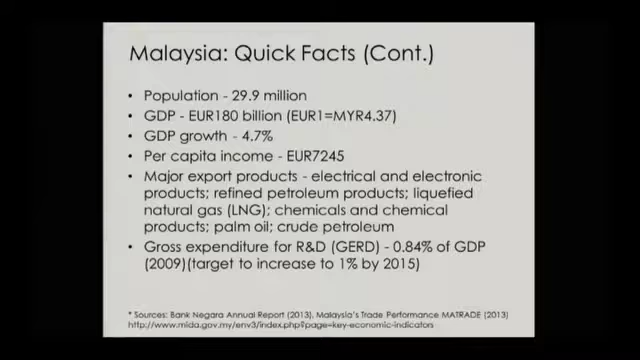 Malaysia: Quick Facts (Cont.)
• Population - 29.9 million
• GDP - EUR180 billion (EUR1=MYR4.37)
• GDP growth - 4.7%
• Per capita income - EUR7245
• Major export products - electrical and electronic
products; refined petroleum products; liquefied
natural gas (LNG); chemicals and chemical
products; palm oil; crude petroleum
• Gross expenditure for R&D (GERD) - 0.84% of GDP
(2009)(target to increase to 1% by 2015)
* Sources: Bank Negara Annual Report (2013), Malaysia's Trade Performance MATRADE (2013)
http://www.mida.gov.my/env3/index.php?page=key-economic-indicators